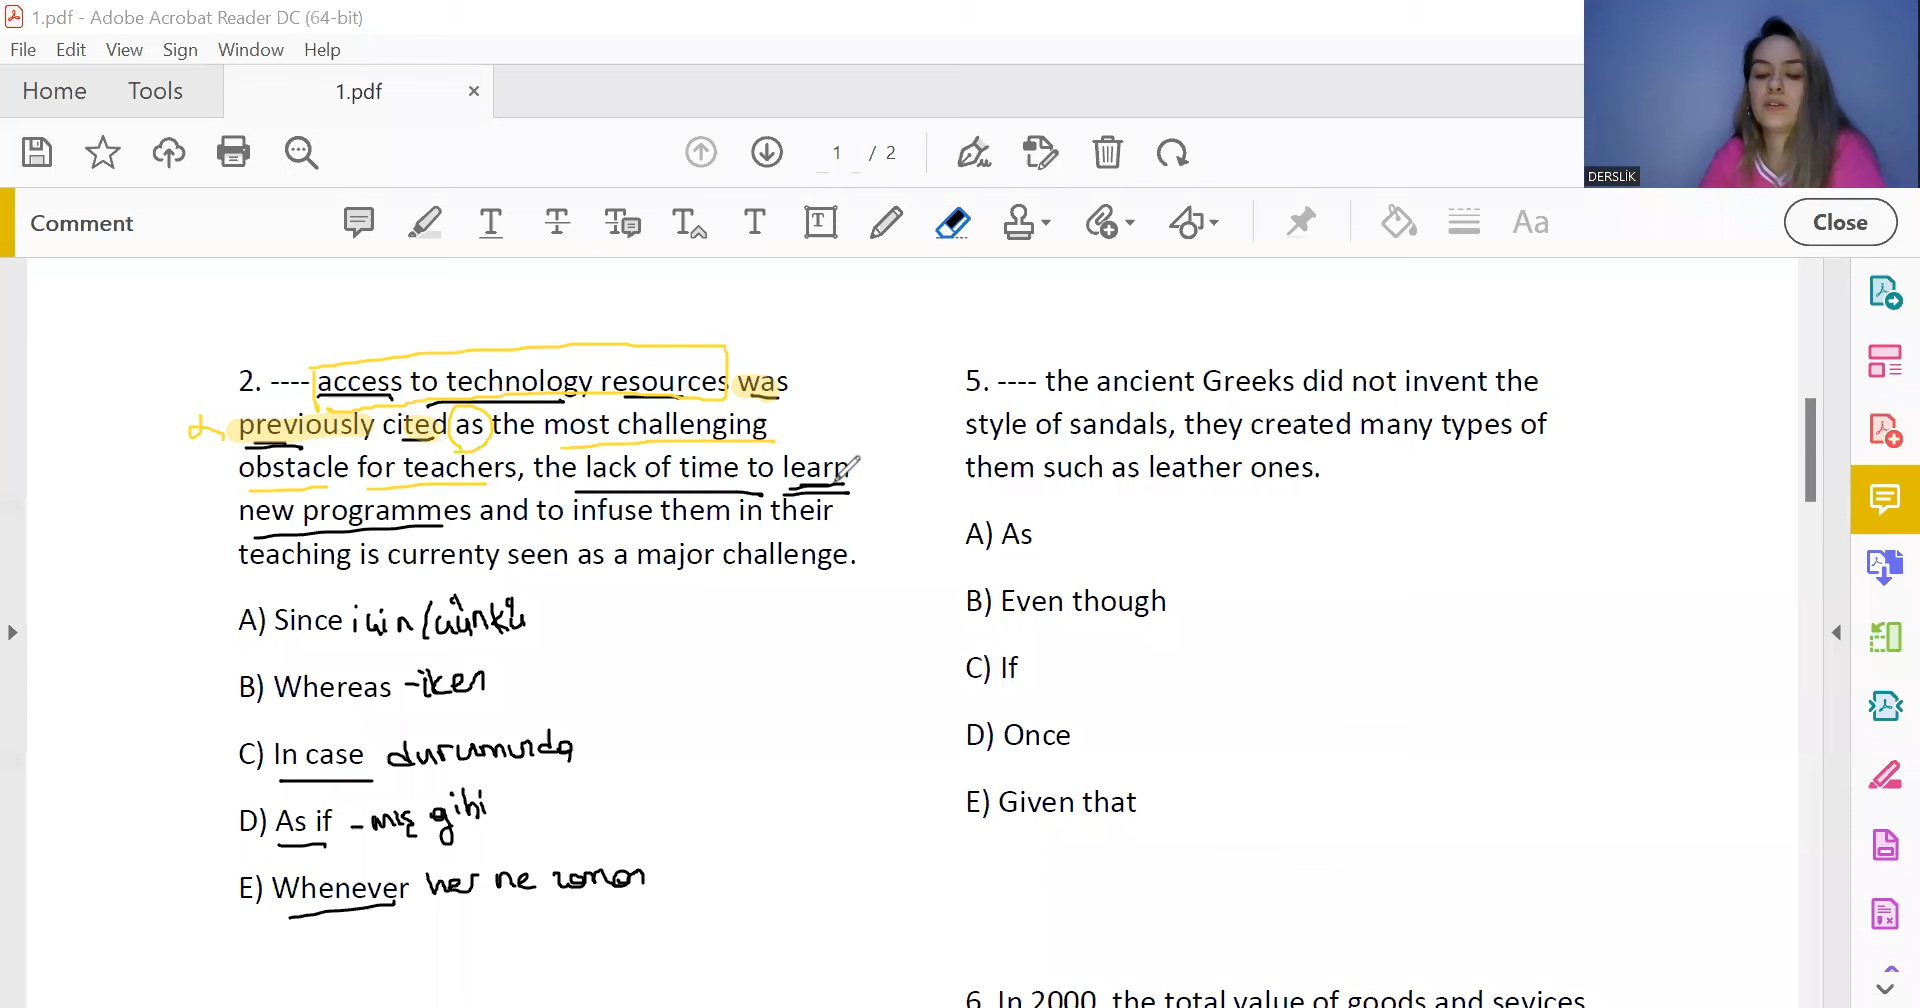 1.pdf - Adobe Acrobat Reader DC (64-bit)
File Edit View Sign Window Help
Home Tools 1.pdf ×
1 / 2
DERSLİK
Comment
Close
2. ---- access to technology resources was
previously cited as the most challenging
obstacle for teachers, the lack of time to learn
new programmes and to infuse them in their
teaching is currenty seen as a major challenge.
A) Since için / çünkü
B) Whereas -iken
C) In case durumunda
D) As if -mış gibi
E) Whenever her ne zaman
5. ---- the ancient Greeks did not invent the
style of sandals, they created many types of
them such as leather ones.
A) As
B) Even though
C) If
D) Once
E) Given that
6. In 2000, the total value of goods and sevices